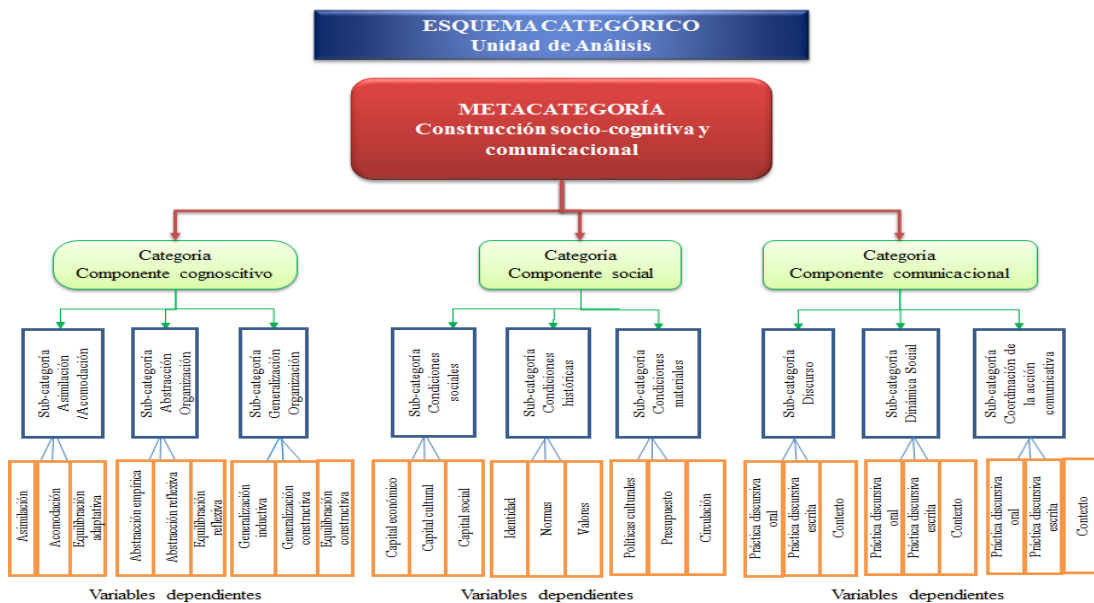 ESQUEMA CATEGÓRICO
Unidad de Análisis
METACATEGORÍA
Construcción socio-cognitiva y
comunicacional
Categoría
Componente cognoscitivo
Categoría
Componente social
Categoría
Componente comunicacional
Sub-categoría
Asimilación
/Acomodación
Sub-categoría
Abstracción
Organización
Sub-categoría
Generalización
Organización
Sub-categoría
Condiciones
sociales
Sub-categoría
Condiciones
históricas
Sub-categoría
Condiciones
materiales
Sub-categoría
Discurso
Sub-categoría
Dinámica Social
Sub-categoría
Coordinación de
la acción
comunicativa
Asimilación
Acomodación
Equilibración
adaptativa
Abstracción empírica
Abstracción reflexiva
Equilibración
reflexiva
Generalización
inductiva
Generalización
constructiva
Equilibración
constructiva
Capital económico
Capital cultural
Capital social
Identidad
Normas
Valores
Políticas culturales
Presupuesto
Circulación
Práctica discursiva
oral
Práctica discursiva
escrita
Contexto
Práctica discursiva
oral
Práctica discursiva
escrita
Contexto
Práctica discursiva
oral
Práctica discursiva
escrita
Contexto
Variables dependientes
Variables dependientes
Variables dependientes